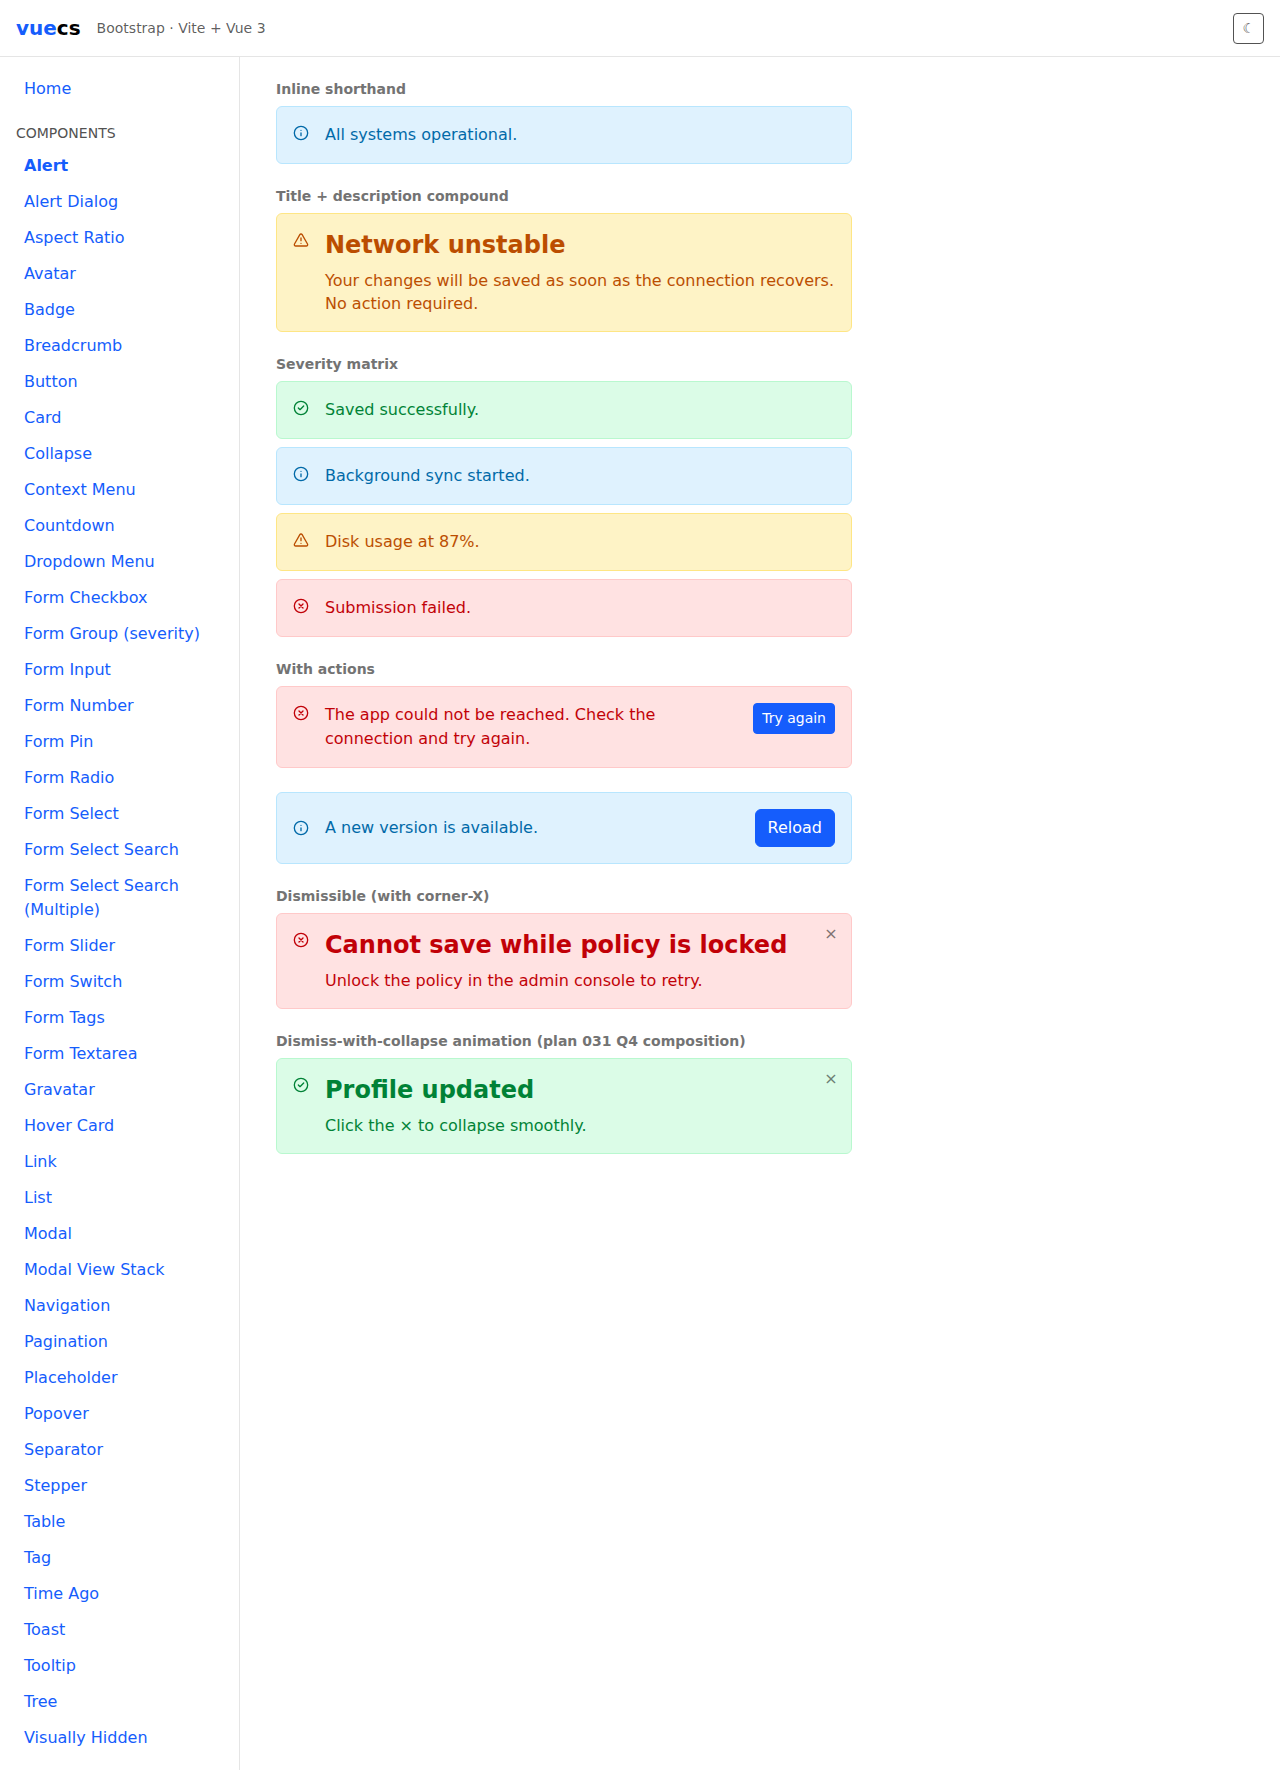 vuecs Bootstrap · Vite + Vue 3
Home
COMPONENTS
Alert
Alert Dialog
Aspect Ratio
Avatar
Badge
Breadcrumb
Button
Card
Collapse
Context Menu
Countdown
Dropdown Menu
Form Checkbox
Form Group (severity)
Form Input
Form Number
Form Pin
Form Radio
Form Select
Form Select Search
Form Select Search
(Multiple)
Form Slider
Form Switch
Form Tags
Form Textarea
Gravatar
Hover Card
Link
List
Modal
Modal View Stack
Navigation
Pagination
Placeholder
Popover
Separator
Stepper
Table
Tag
Time Ago
Toast
Tooltip
Tree
Visually Hidden
Inline shorthand
All systems operational.
Title + description compound
Network unstable
Your changes will be saved as soon as the connection recovers.
No action required.
Severity matrix
Saved successfully.
Background sync started.
Disk usage at 87%.
Submission failed.
With actions
The app could not be reached. Check the
connection and try again.
Try again
A new version is available.
Reload
Dismissible (with corner-X)
Cannot save while policy is locked
×
Unlock the policy in the admin console to retry.
Dismiss-with-collapse animation (plan 031 Q4 composition)
Profile updated
×
Click the × to collapse smoothly.